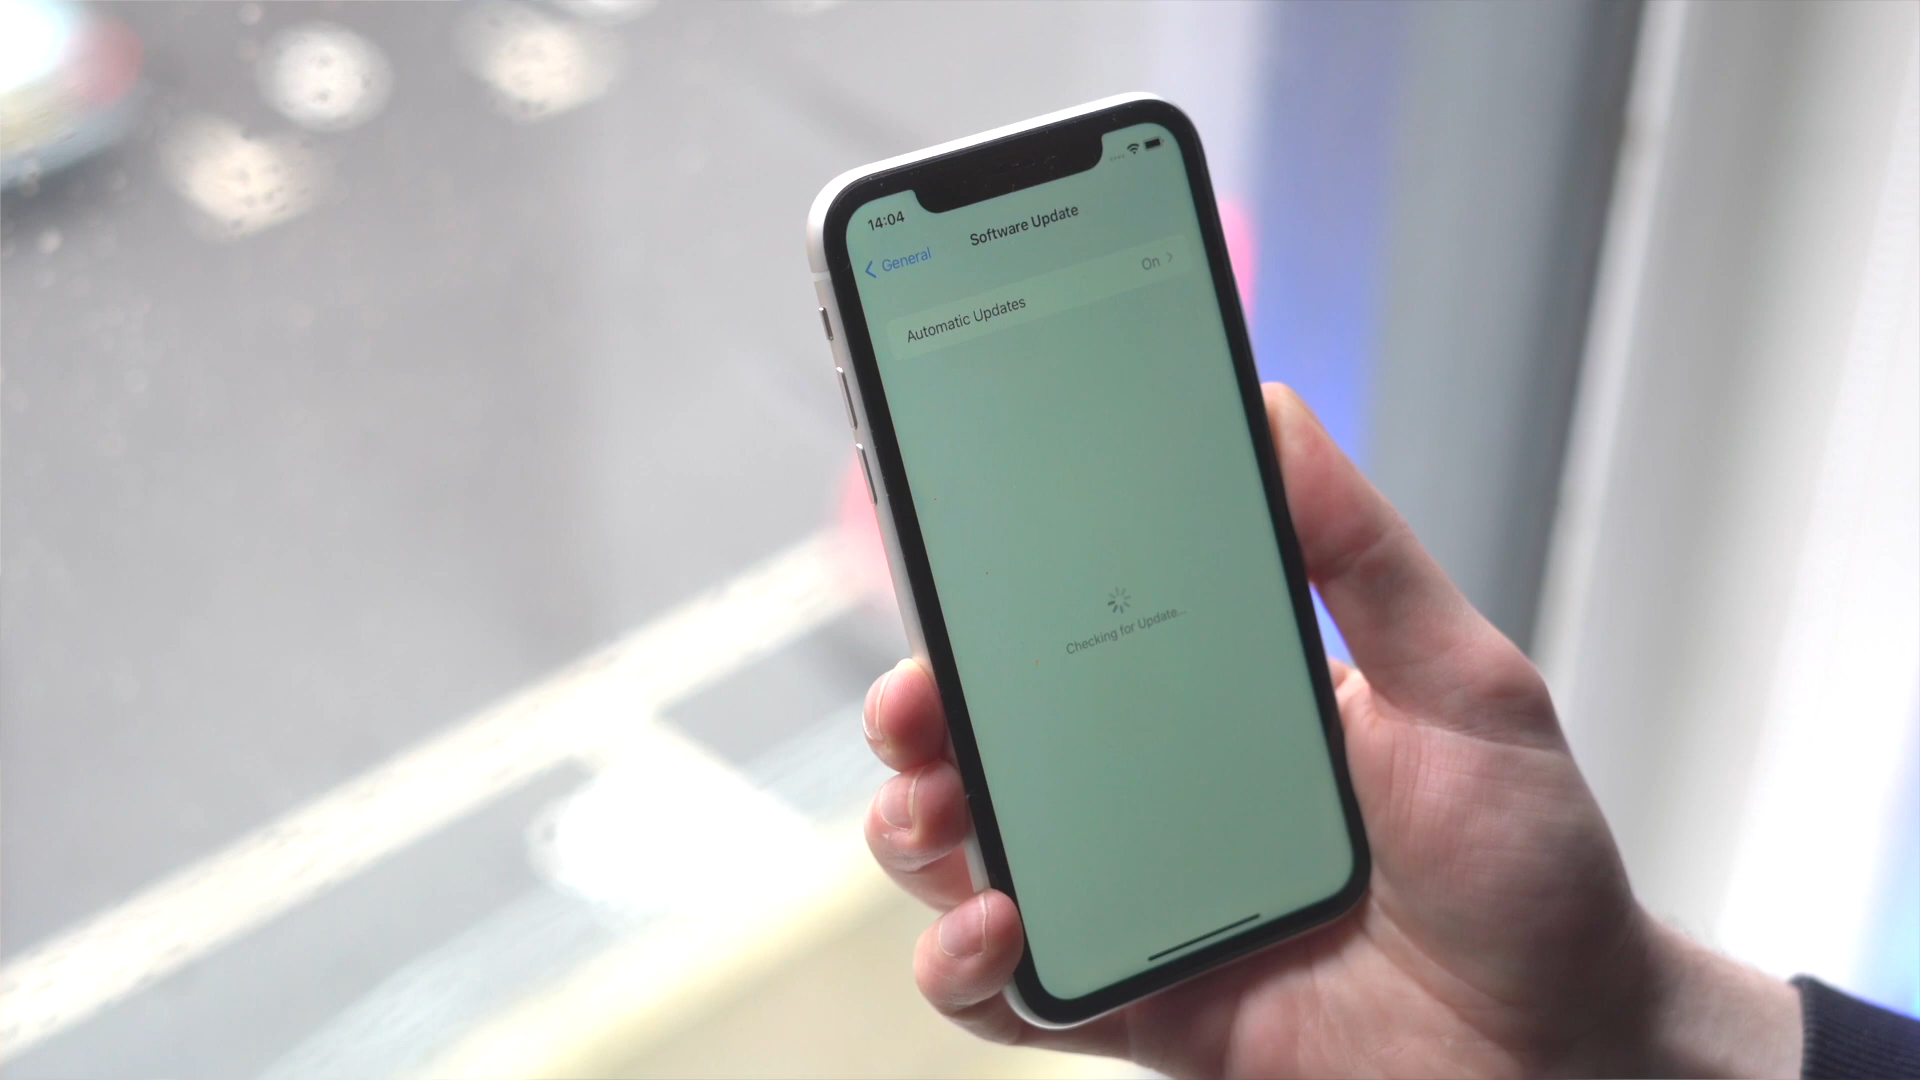 14:04
Software Update
General
Automatic Updates
On
Checking for Update...